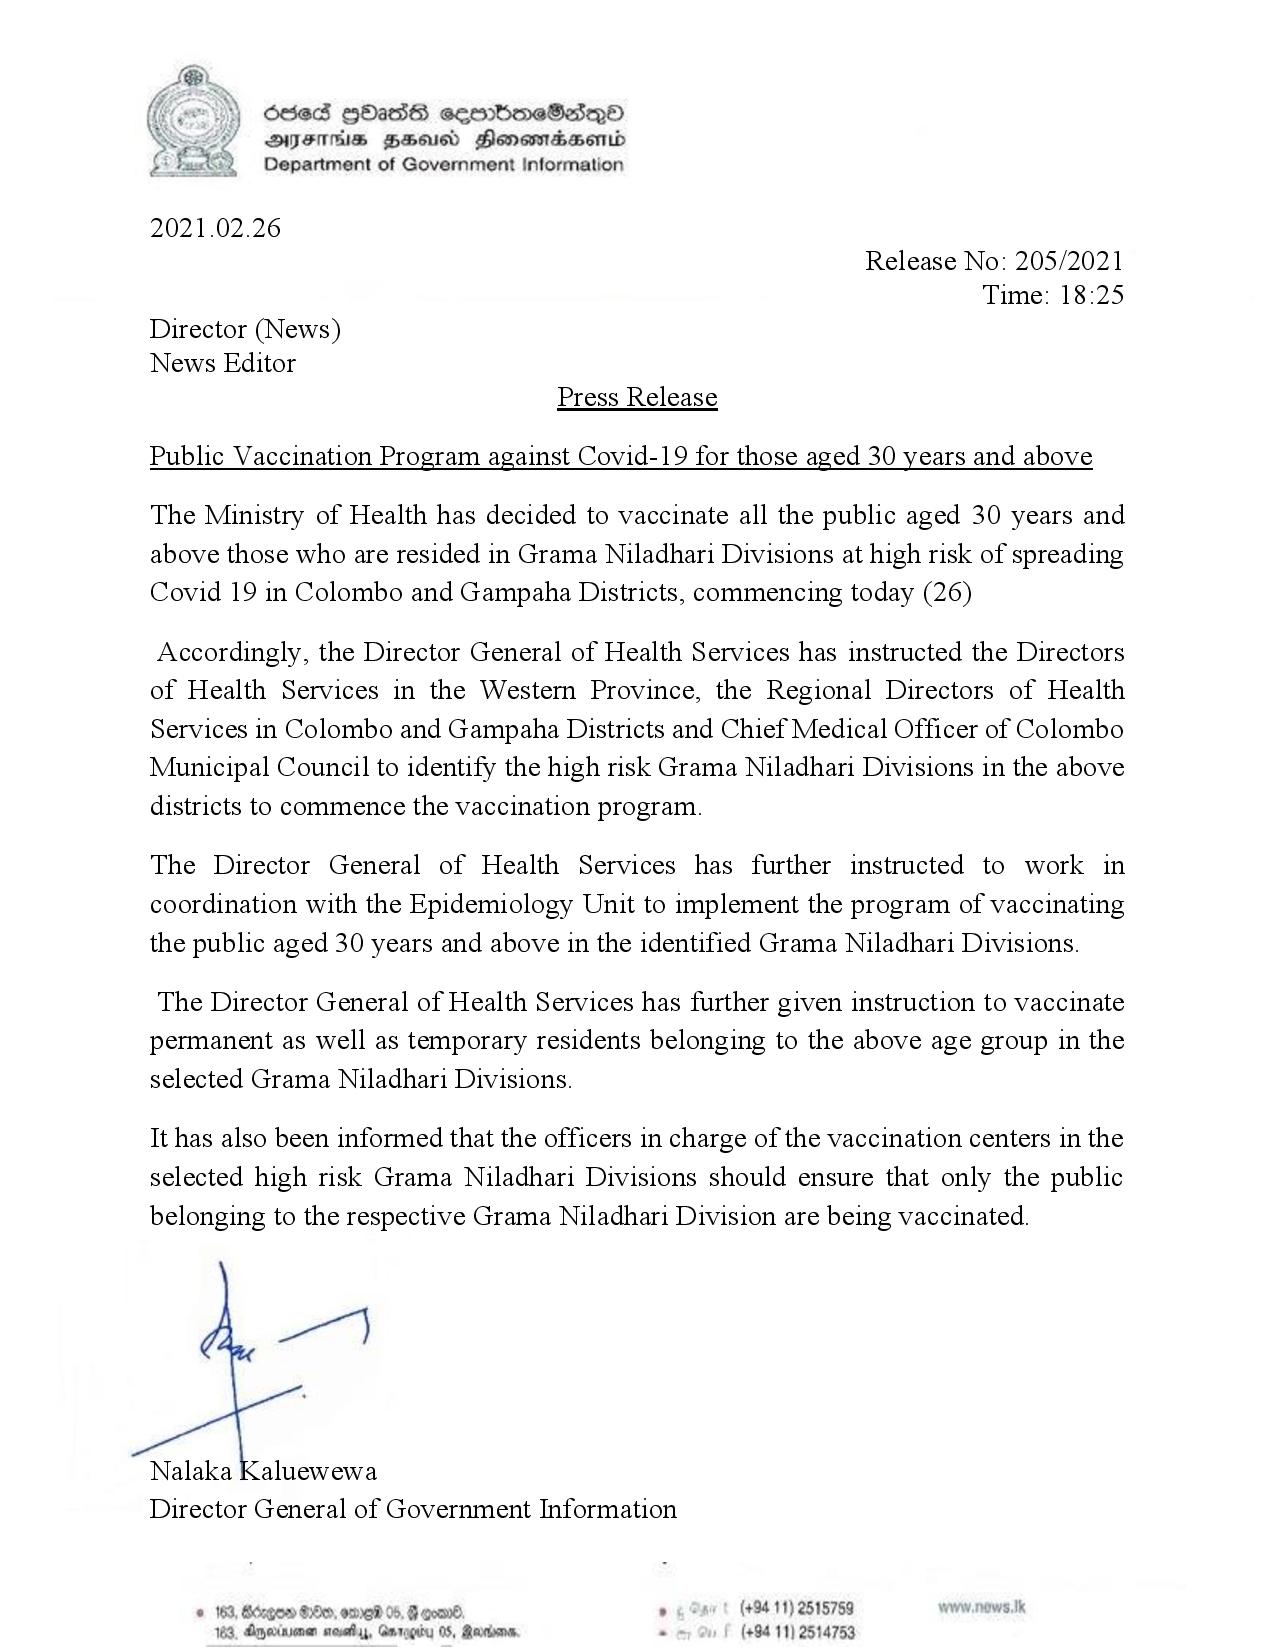 රජයේ ප්‍රවෘත්ති දෙපාර්තමේන්තුව
அரசாங்க தகவல் திணைக்களம்
Department of Government Information
2021.02.26
Release No: 205/2021
Time: 18:25
Director (News)
News Editor
Press Release
Public Vaccination Program against Covid-19 for those aged 30 years and above
The Ministry of Health has decided to vaccinate all the public aged 30 years and
above those who are resided in Grama Niladhari Divisions at high risk of spreading
Covid 19 in Colombo and Gampaha Districts, commencing today (26)
Accordingly, the Director General of Health Services has instructed the Directors
of Health Services in the Western Province, the Regional Directors of Health
Services in Colombo and Gampaha Districts and Chief Medical Officer of Colombo
Municipal Council to identify the high risk Grama Niladhari Divisions in the above
districts to commence the vaccination program.
The Director General of Health Services has further instructed to work in
coordination with the Epidemiology Unit to implement the program of vaccinating
the public aged 30 years and above in the identified Grama Niladhari Divisions.
The Director General of Health Services has further given instruction to vaccinate
permanent as well as temporary residents belonging to the above age group in the
selected Grama Niladhari Divisions.
It has also been informed that the officers in charge of the vaccination centers in the
selected high risk Grama Niladhari Divisions should ensure that only the public
belonging to the respective Grama Niladhari Division are being vaccinated.
Nalaka Kaluewewa
Director General of Government Information
163, කිරුලපන මාවත, කොළඹ 05, ශ්‍රී ලංකාව.
163, கிருலப்பனை எவனியூ, கொழும்பு 05, இலங்கை.
(+94 11) 2515759
(+94 11) 2514753
www.news.lk